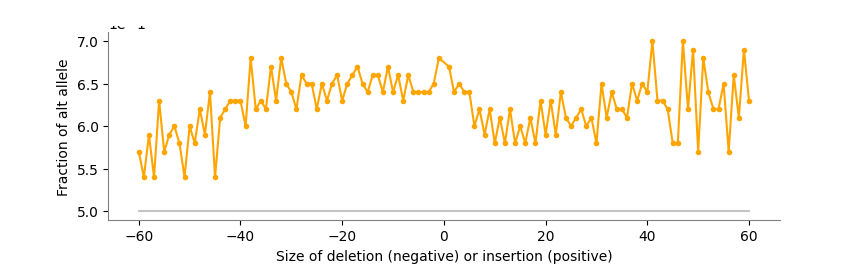 7.0
6.5
6.0
5.5
5.0
Fraction of alt allele
−60 −40 −20 0 20 40 60
Size of deletion (negative) or insertion (positive)